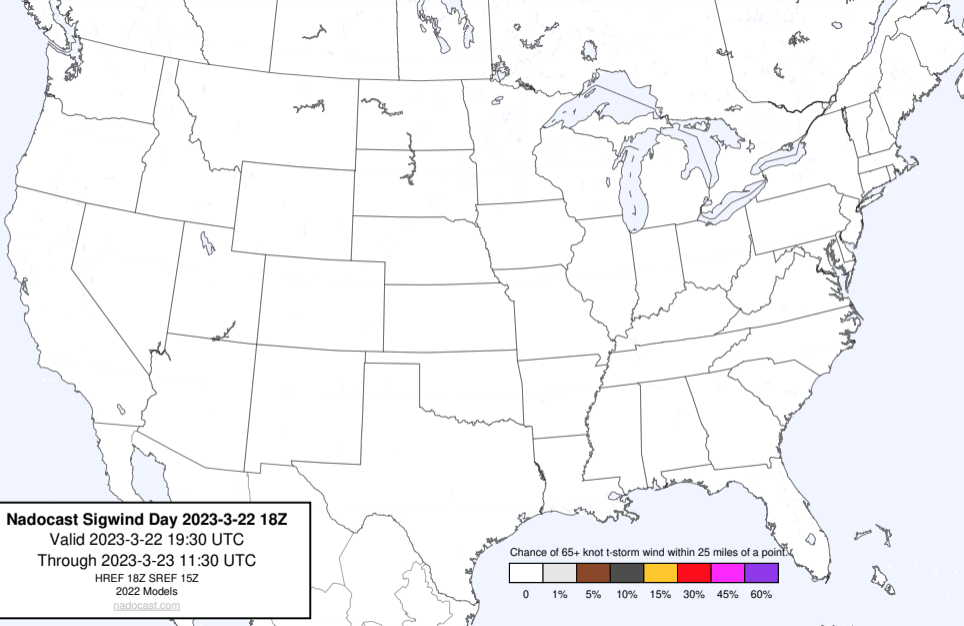 Nadocast Sigwind Day 2023-3-22 18Z
Valid 2023-3-22 19:30 UTC
Through 2023-3-23 11:30 UTC
HREF 18Z SREF 15Z
2022 Models
nadocast.com
Chance of 65+ knot t-storm wind within 25 miles of a point.
0 1% 5% 10% 15% 30% 45% 60%